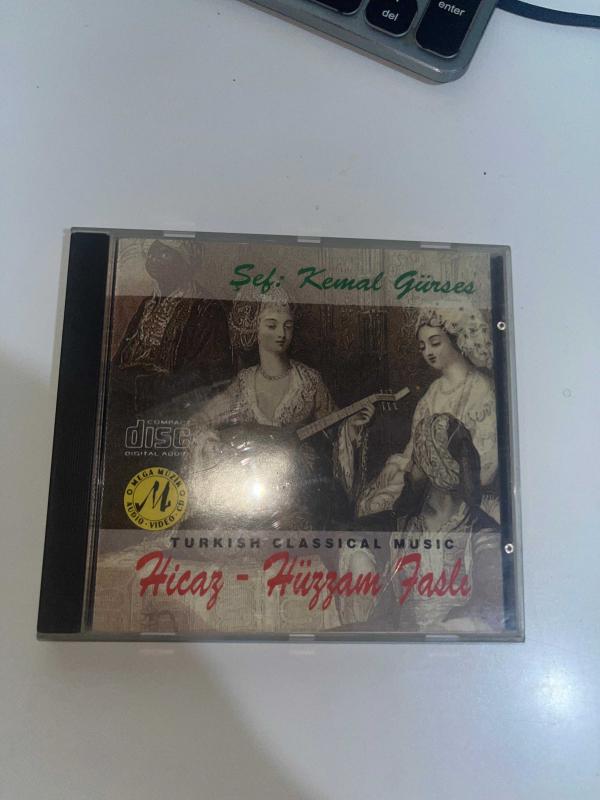 del
enter
Şef: Kemal Gürses
COMPACT
disc
DIGITAL AUDIO
MEGA MÜZİK
M
AUDIO - VIDEO - CD
TURKISH CLASSICAL MUSIC
Hicaz - Hüzzam Faslı